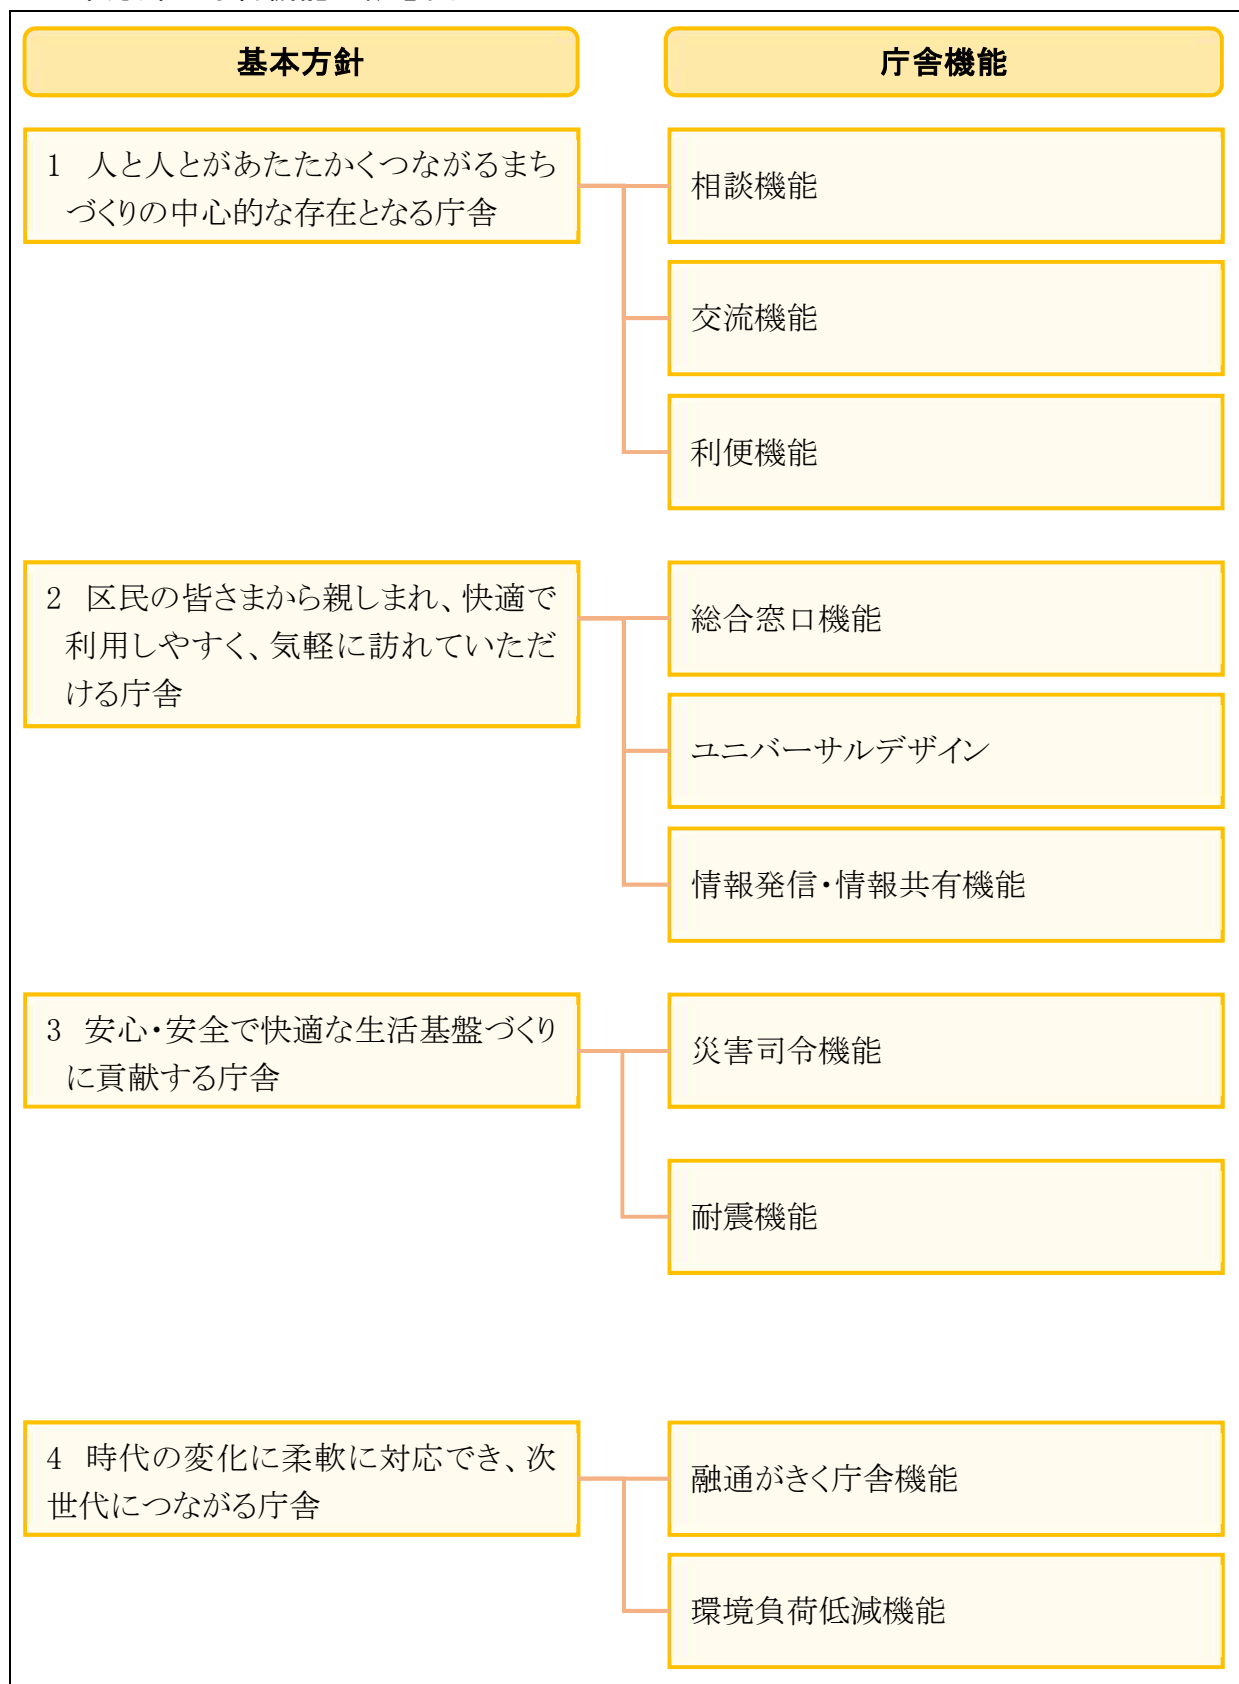 基本方針
庁舎機能
1 人と人とがあたたかくつながるまち
づくりの中心的な存在となる庁舎
相談機能
交流機能
利便機能
2 区民の皆さまから親しまれ、快適で
利用しやすく、気軽に訪れていただ
ける庁舎
総合窓口機能
ユニバーサルデザイン
情報発信・情報共有機能
3 安心・安全で快適な生活基盤づくり
に貢献する庁舎
災害司令機能
耐震機能
4 時代の変化に柔軟に対応でき、次
世代につながる庁舎
融通がきく庁舎機能
環境負荷低減機能